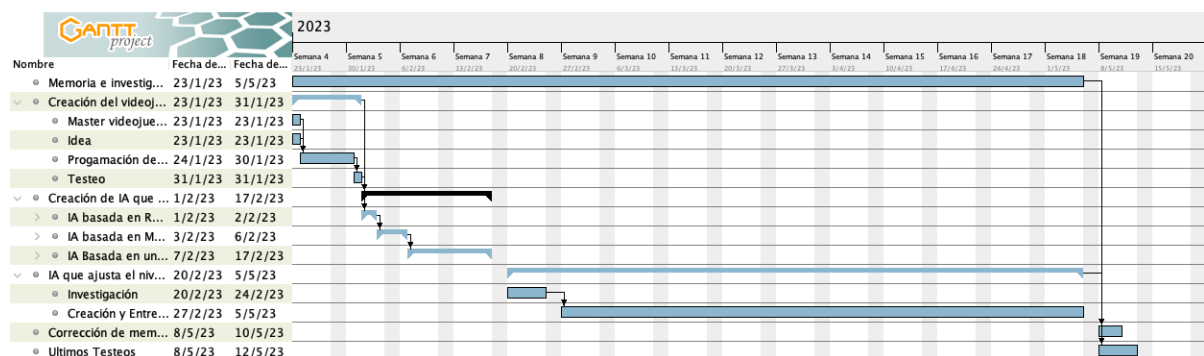 GANTT project
2023
Nombre Fecha de... Fecha de...
Semana 4 Semana 5 Semana 6 Semana 7 Semana 8 Semana 9 Semana 10 Semana 11 Semana 12 Semana 13 Semana 14 Semana 15 Semana 16 Semana 17 Semana 18 Semana 19 Semana 20
23/1/23 30/1/23 6/2/23 13/2/23 20/2/23 27/2/23 6/3/23 13/3/23 20/3/23 27/3/23 3/4/23 10/4/23 17/4/23 24/4/23 1/5/23 8/5/23 15/5/23
Memoria e investig... 23/1/23 5/5/23
Creación del videoj... 23/1/23 31/1/23
Master videojue... 23/1/23 23/1/23
Idea 23/1/23 23/1/23
Progamación de... 24/1/23 30/1/23
Testeo 31/1/23 31/1/23
Creación de IA que ... 1/2/23 17/2/23
IA basada en R... 1/2/23 2/2/23
IA basada en M... 3/2/23 6/2/23
IA Basada en un... 7/2/23 17/2/23
IA que ajusta el niv... 20/2/23 5/5/23
Investigación 20/2/23 24/2/23
Creación y Entre... 27/2/23 5/5/23
Corrección de mem... 8/5/23 10/5/23
Ultimos Testeos 8/5/23 12/5/23